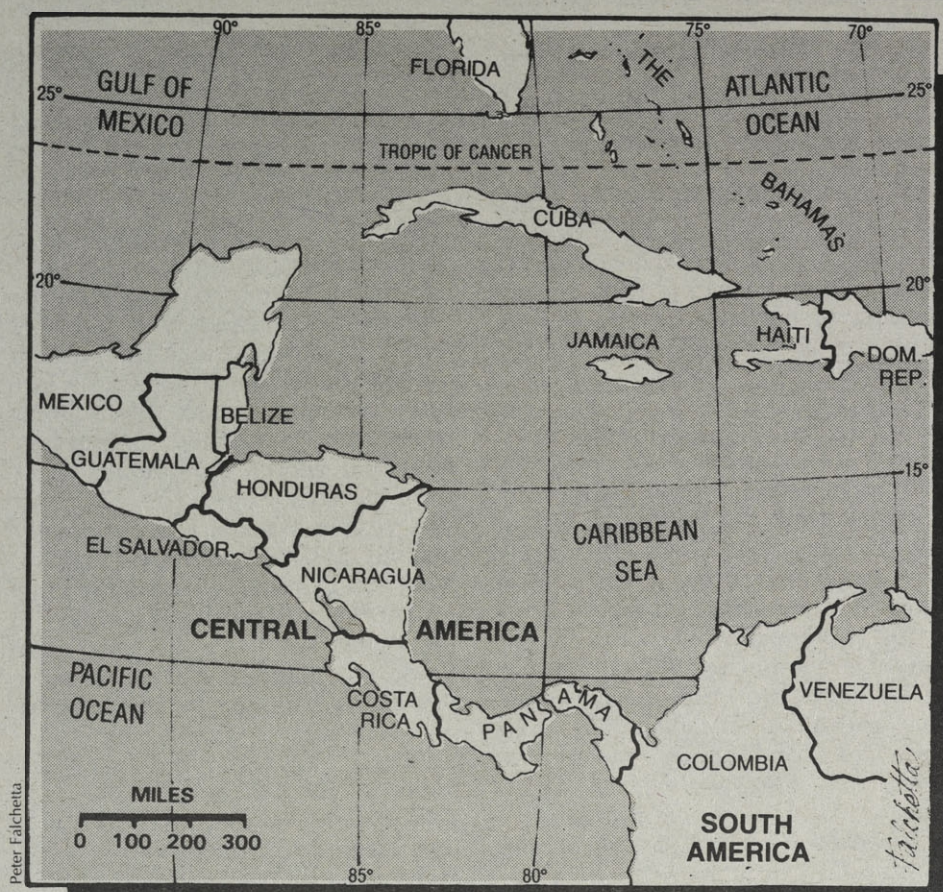 90°
85°
75°
70°
FLORIDA
THE
BAHAMAS
GULF OF
MEXICO
ATLANTIC
OCEAN
25°
25°
TROPIC OF CANCER
CUBA
20°
20°
JAMAICA
HAITI
DOM.
REP.
MEXICO
BELIZE
GUATEMALA
15°
HONDURAS
EL SALVADOR
CARIBBEAN
SEA
NICARAGUA
CENTRAL AMERICA
PACIFIC
OCEAN
COSTA
RICA
PANAMA
VENEZUELA
COLOMBIA
SOUTH
AMERICA
MILES
0 100 200 300
85°
80°
Falchetta
Peter Falchetta